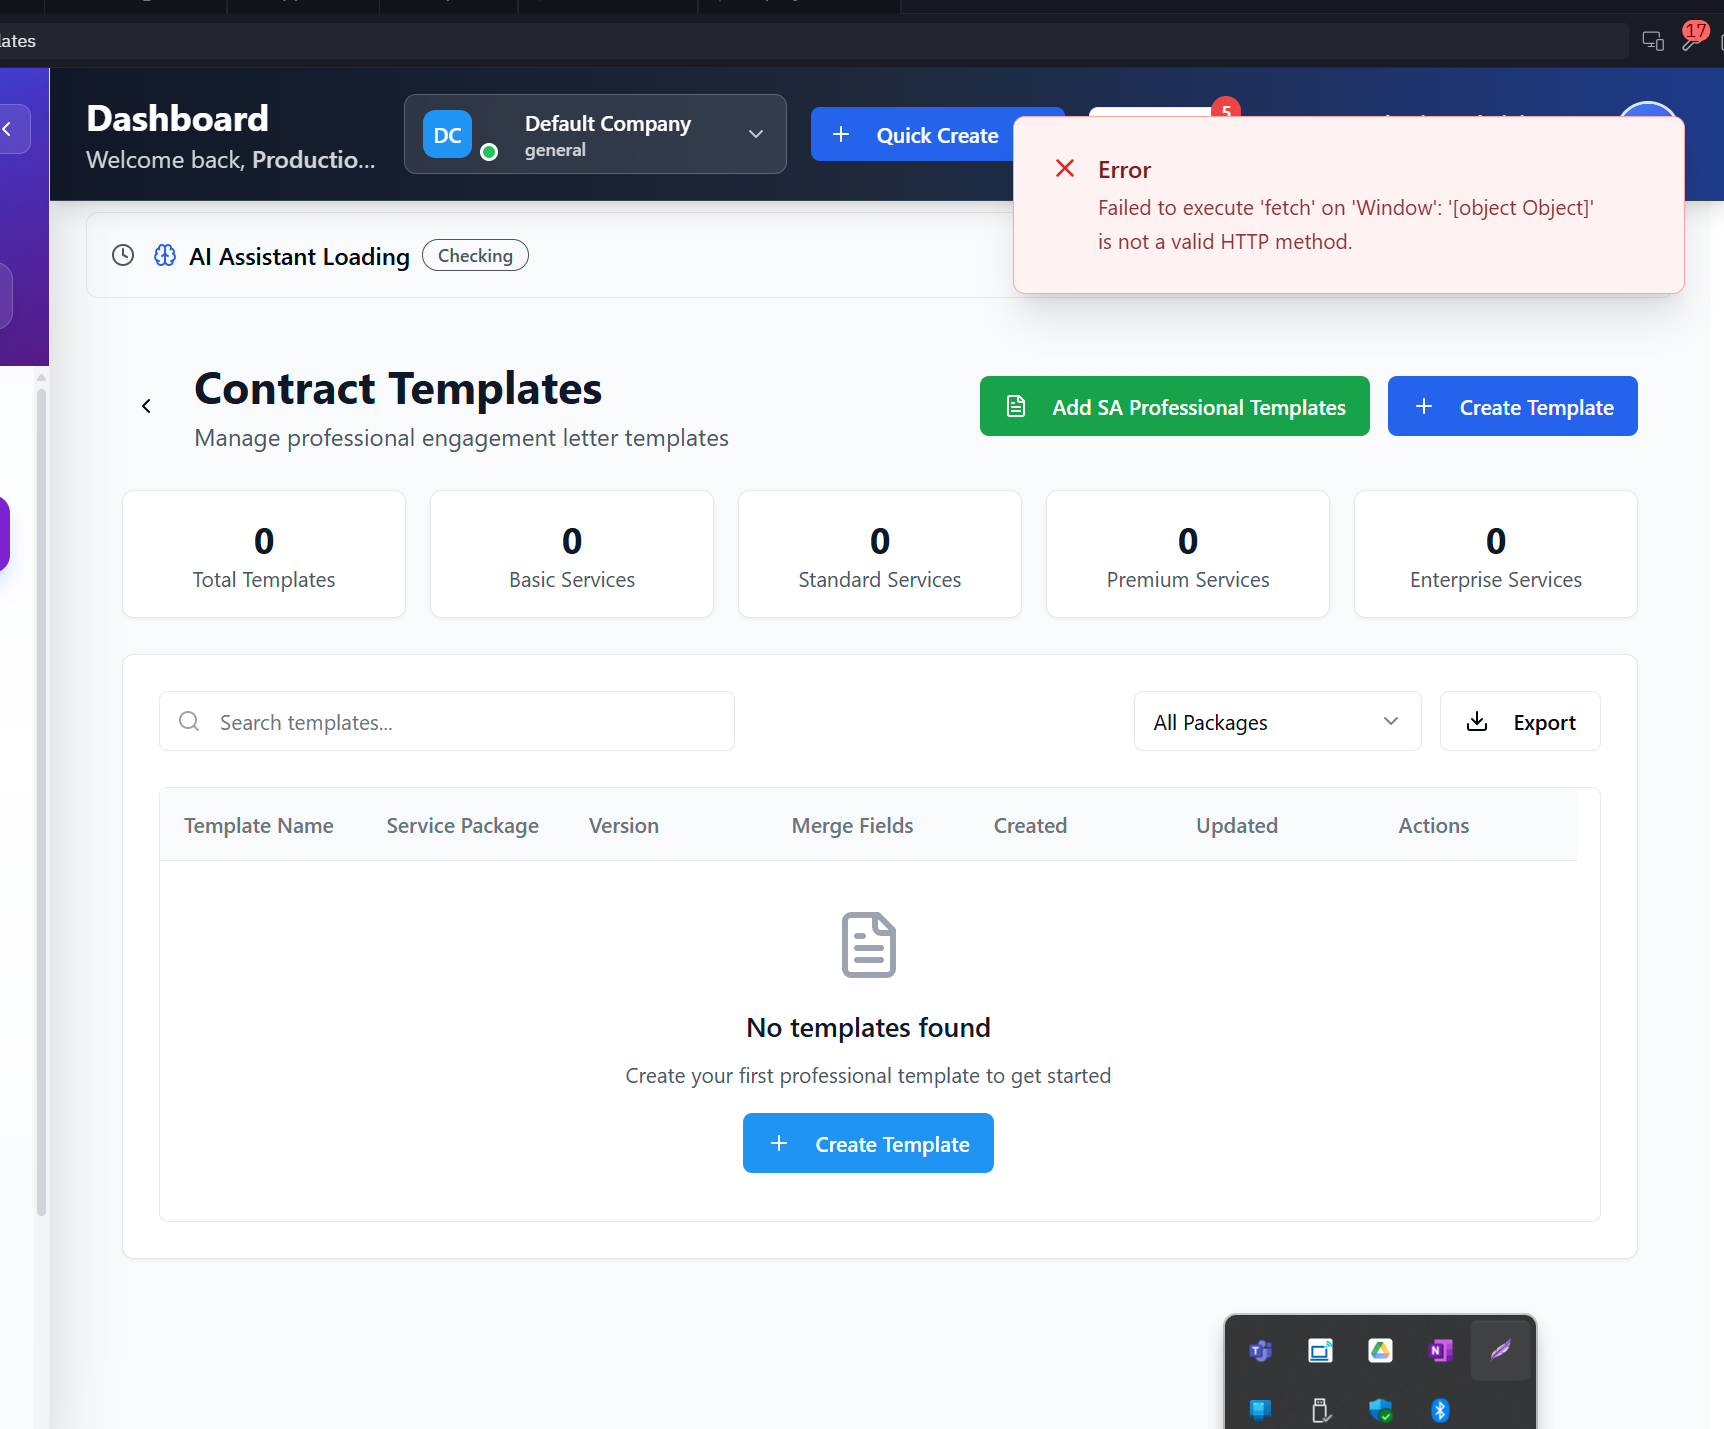 ates
17
Dashboard
Welcome back, Productio...
DC
Default Company
general
Quick Create
5
Error
Failed to execute 'fetch' on 'Window': '[object Object]'
is not a valid HTTP method.
AI Assistant Loading
Checking
Contract Templates
Manage professional engagement letter templates
Add SA Professional Templates
Create Template
0
Total Templates
0
Basic Services
0
Standard Services
0
Premium Services
0
Enterprise Services
Search templates...
All Packages
Export
Template Name
Service Package
Version
Merge Fields
Created
Updated
Actions
No templates found
Create your first professional template to get started
Create Template